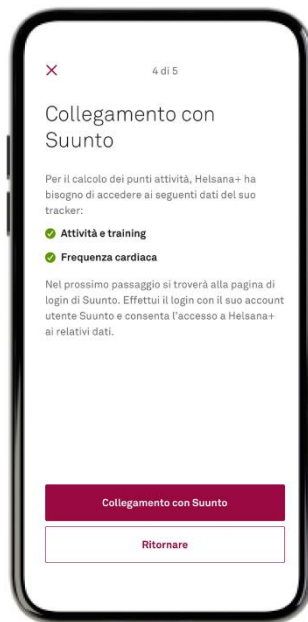 4 di 5
Collegamento con
Suunto
Per il calcolo dei punti attività, Helsana+ ha
bisogno di accedere ai seguenti dati del suo
tracker:
Attività e training
Frequenza cardiaca
Nel prossimo passaggio si troverà alla pagina di
login di Suunto. Effettui il login con il suo account
utente Suunto e consenta l'accesso a Helsana+
ai relativi dati.
Collegamento con Suunto
Ritornare